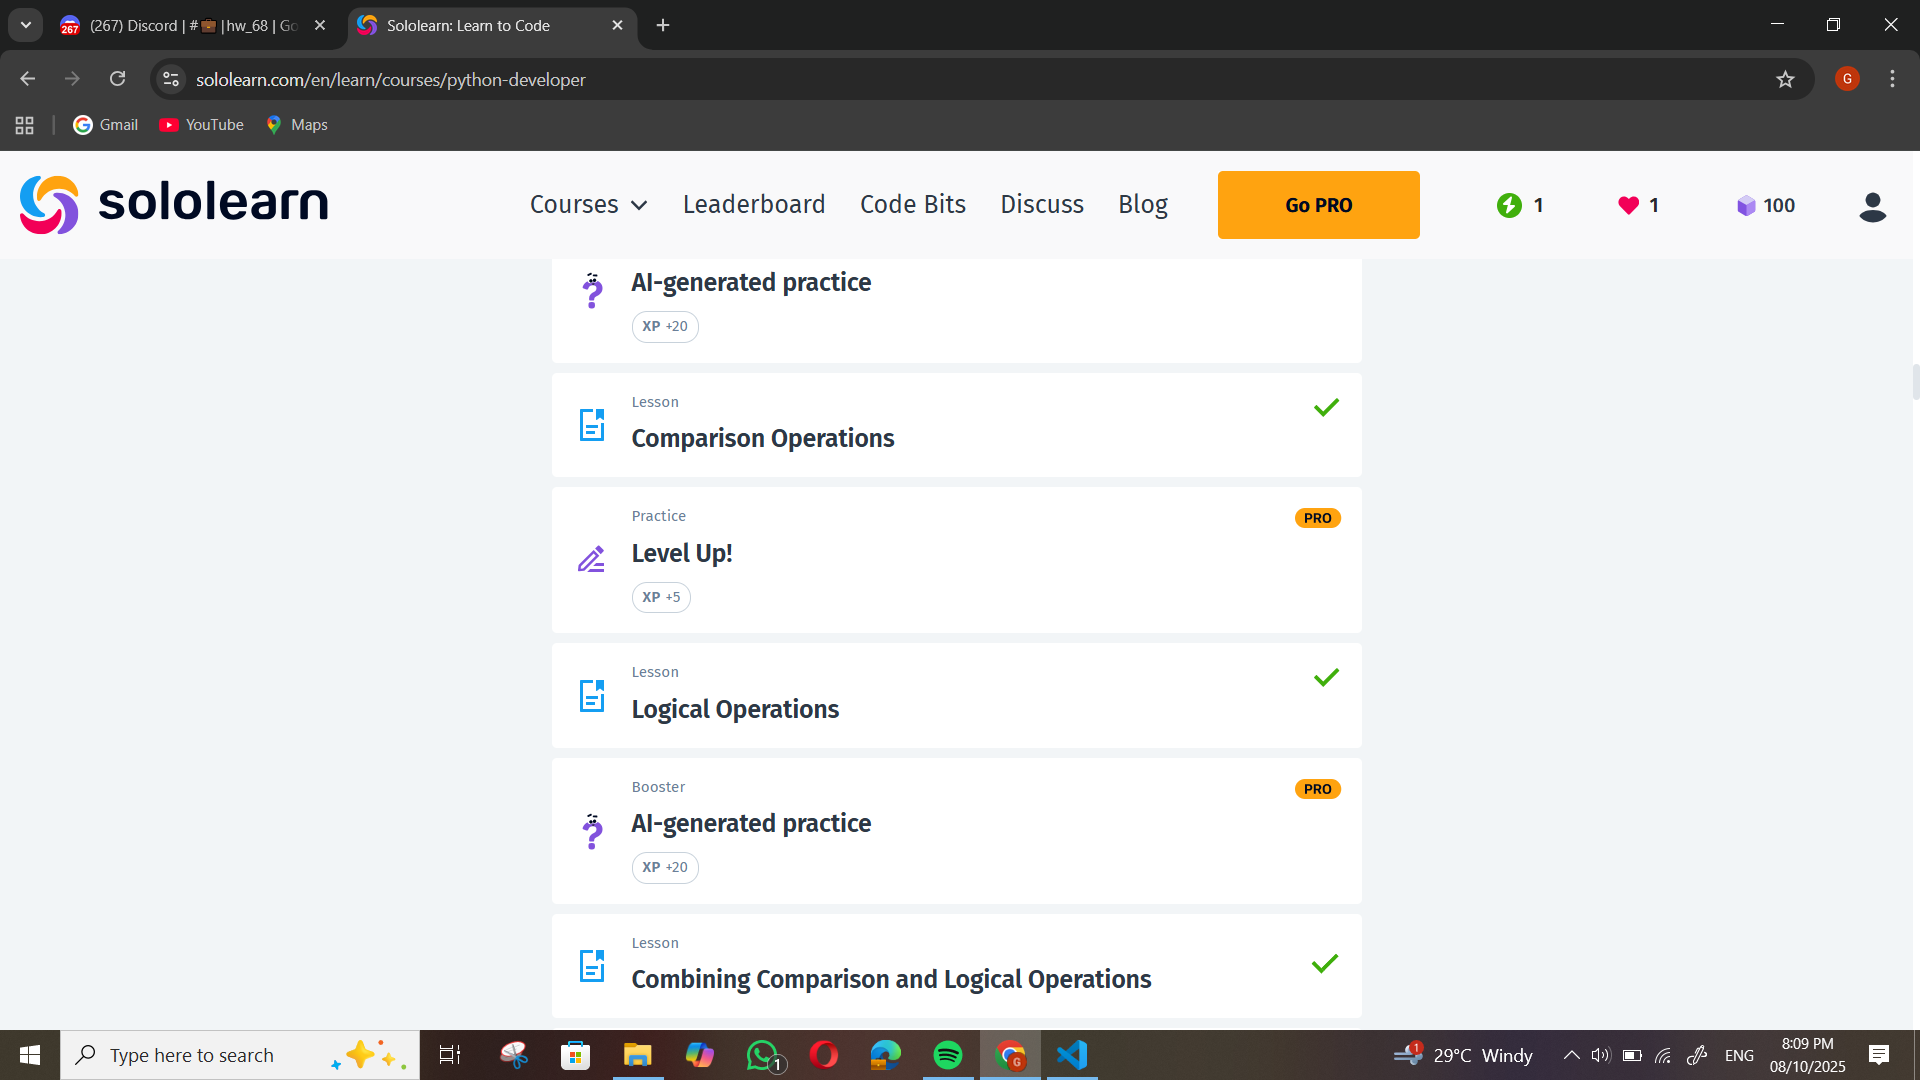 267
(267) Discord | #💼|hw_68 | Go
Sololearn: Learn to Code
sololearn.com/en/learn/courses/python-developer
G
Gmail
YouTube
Maps
sololearn
Courses
Leaderboard
Code Bits
Discuss
Blog
Go PRO
1
1
100
AI-generated practice
XP +20
Lesson
Comparison Operations
Practice
PRO
Level Up!
XP +5
Lesson
Logical Operations
Booster
PRO
AI-generated practice
XP +20
Lesson
Combining Comparison and Logical Operations
Type here to search
1
G
1
29°C Windy
ENG
8:09 PM
08/10/2025